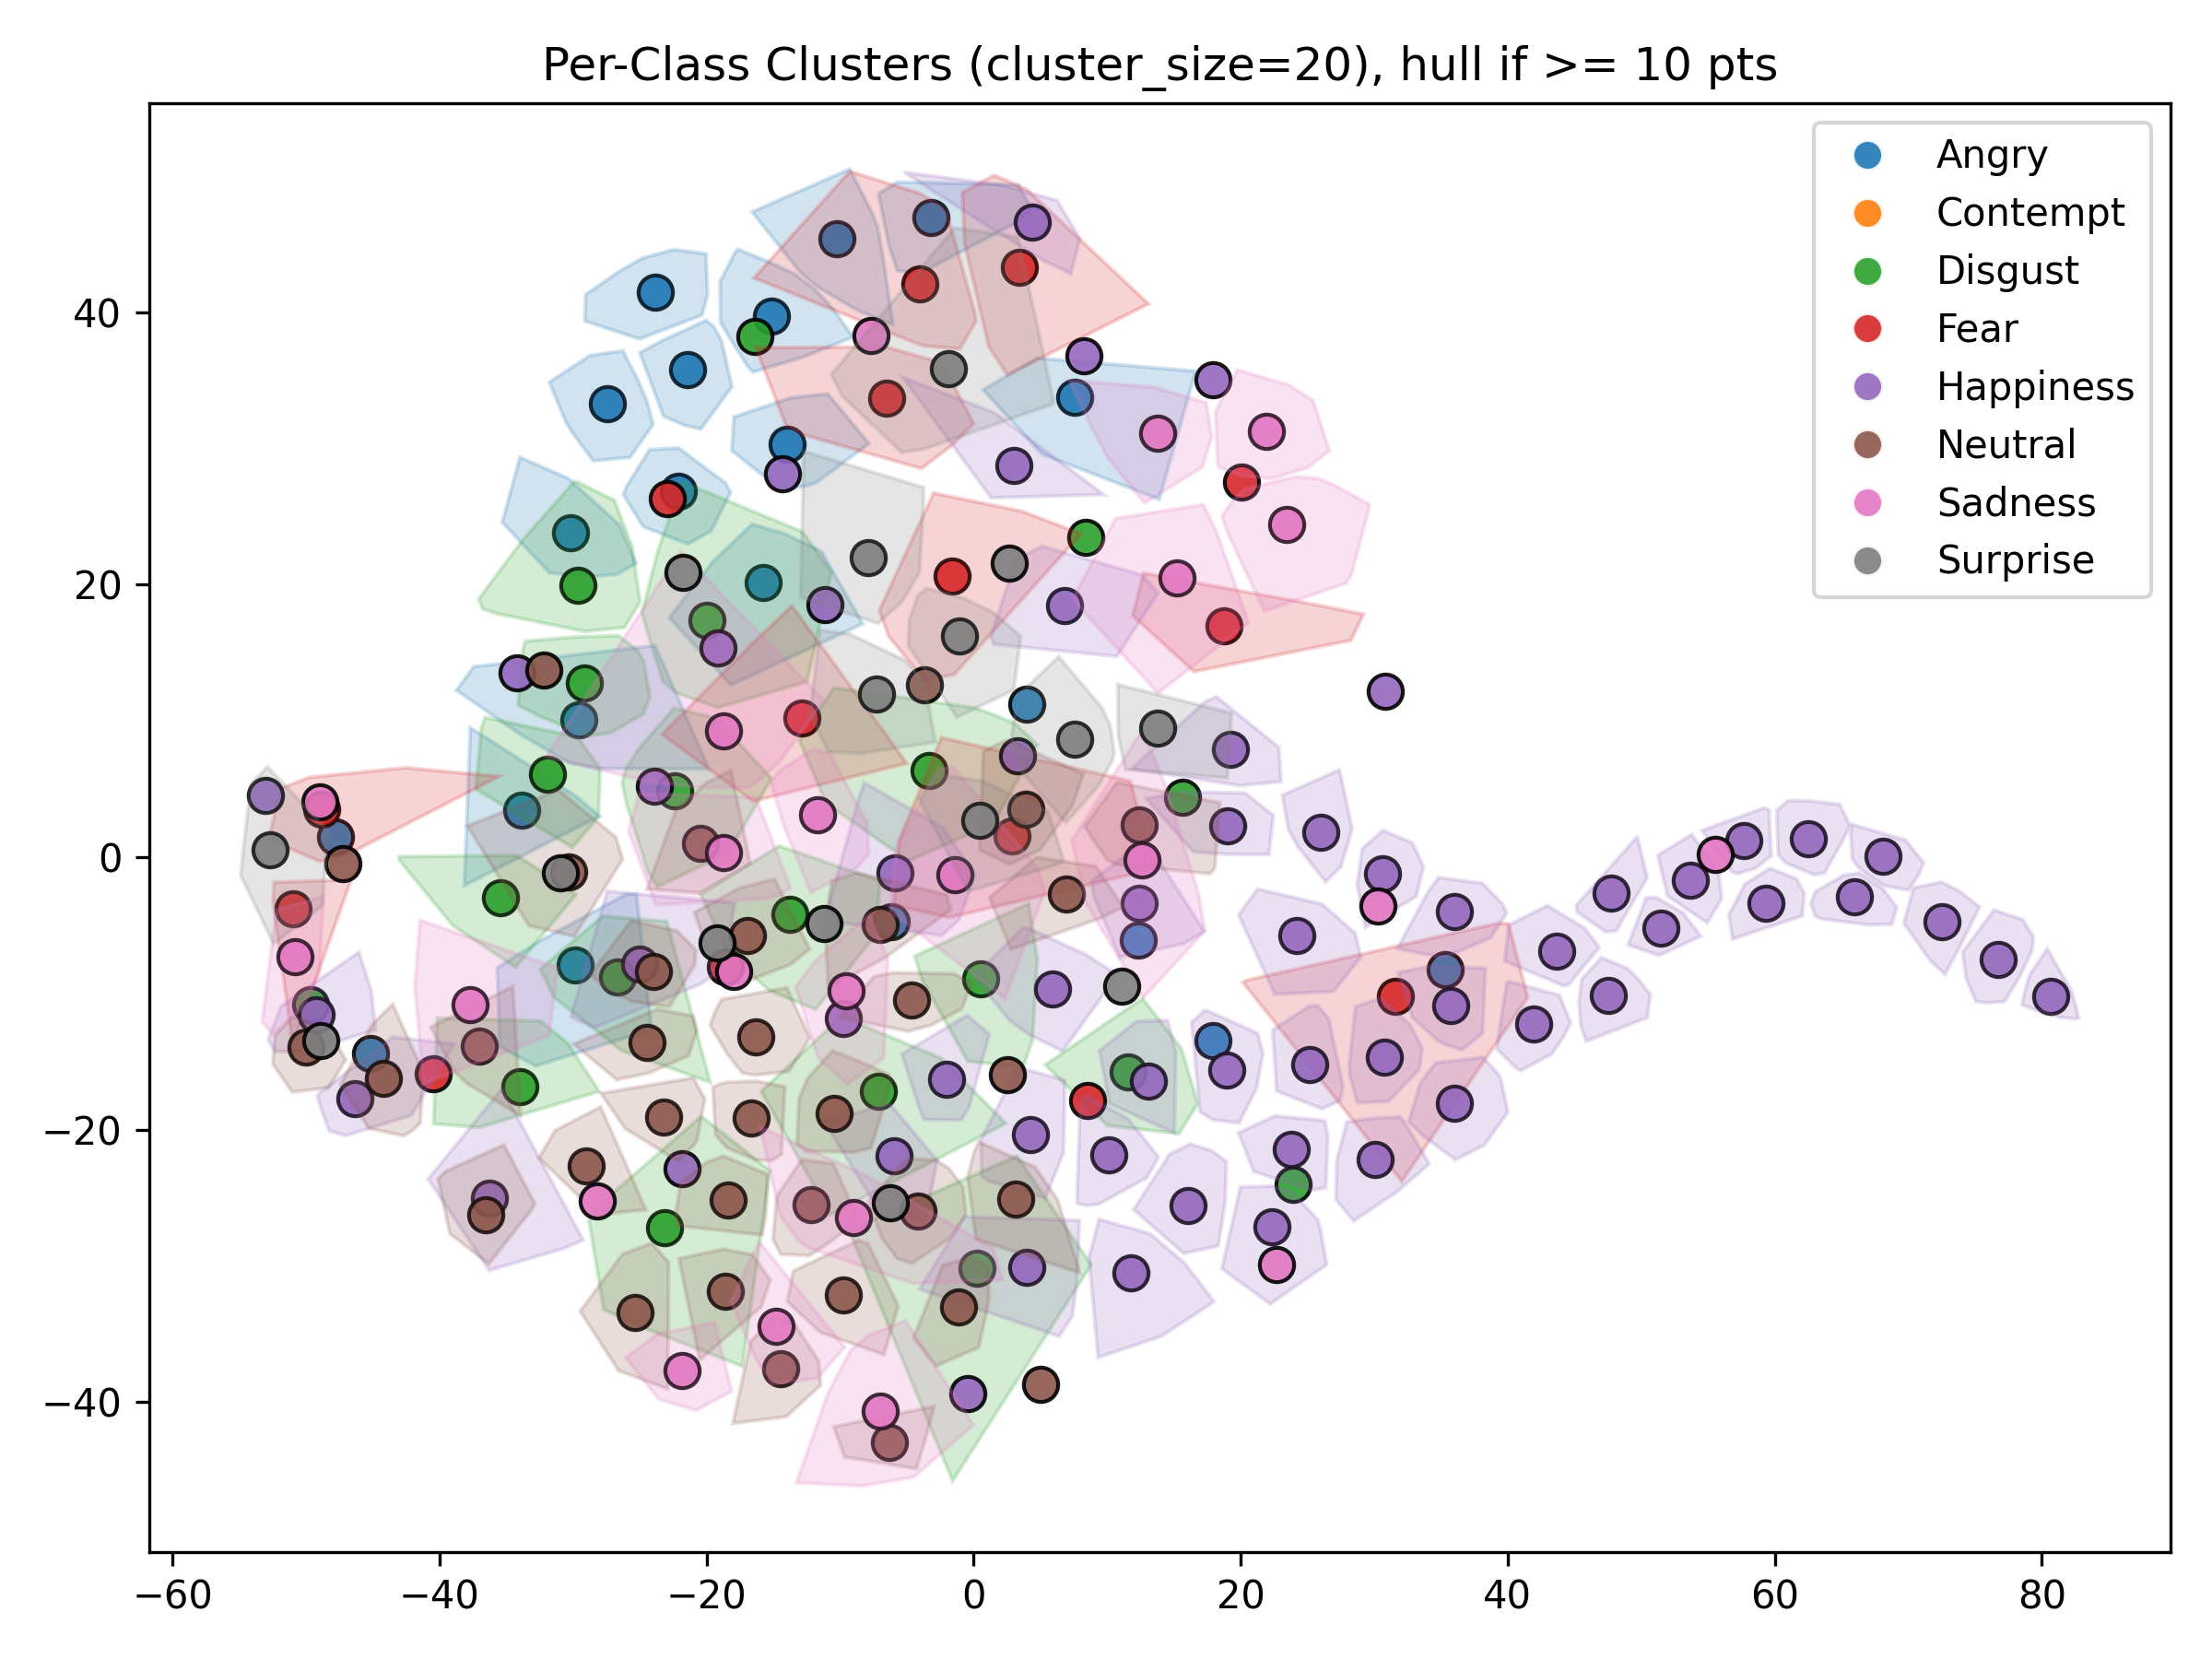 Per-Class Clusters (cluster_size=20), hull if >= 10 pts
Angry
Contempt
Disgust
Fear
Happiness
Neutral
Sadness
Surprise
40
20
0
−20
−40
−60 −40 −20 0 20 40 60 80